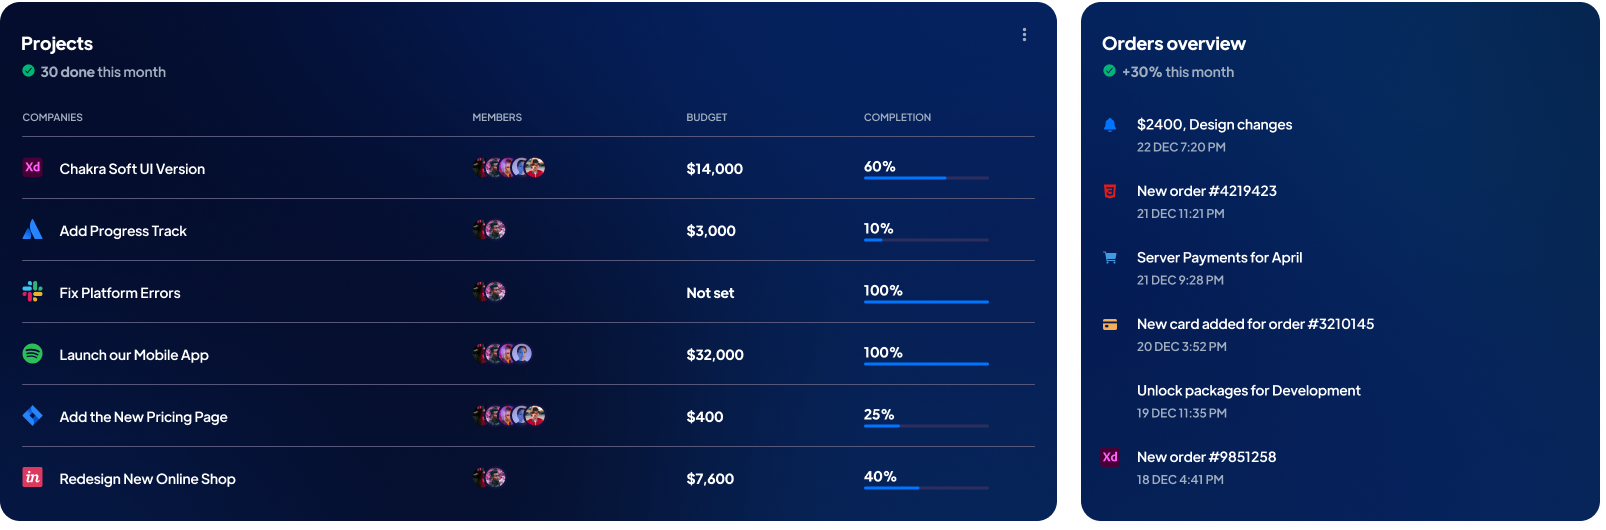 Projects
30 done this month
COMPANIES MEMBERS BUDGET COMPLETION
Xd Chakra Soft UI Version $14,000 60%
Add Progress Track $3,000 10%
Fix Platform Errors Not set 100%
Launch our Mobile App $32,000 100%
Add the New Pricing Page $400 25%
in Redesign New Online Shop $7,600 40%
Orders overview
+30% this month
$2400, Design changes
22 DEC 7:20 PM
New order #4219423
21 DEC 11:21 PM
Server Payments for April
21 DEC 9:28 PM
New card added for order #3210145
20 DEC 3:52 PM
Unlock packages for Development
19 DEC 11:35 PM
Xd New order #9851258
18 DEC 4:41 PM